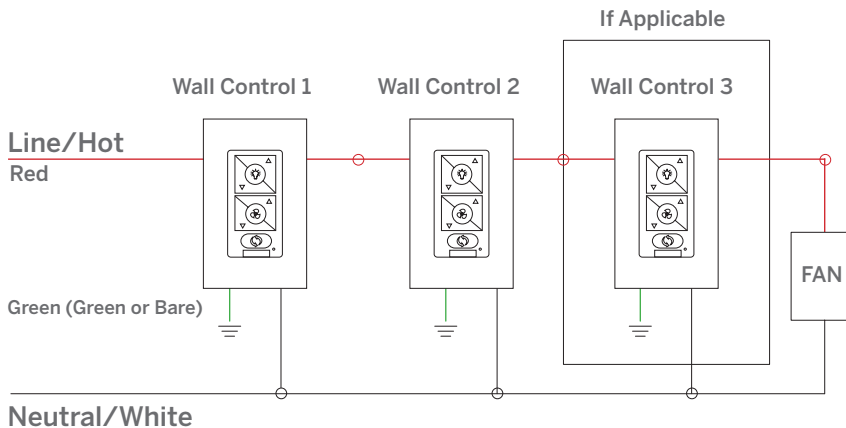 If Applicable
Wall Control 1
Wall Control 2
Wall Control 3
Line/Hot
Red
FAN
Green (Green or Bare)
Neutral/White